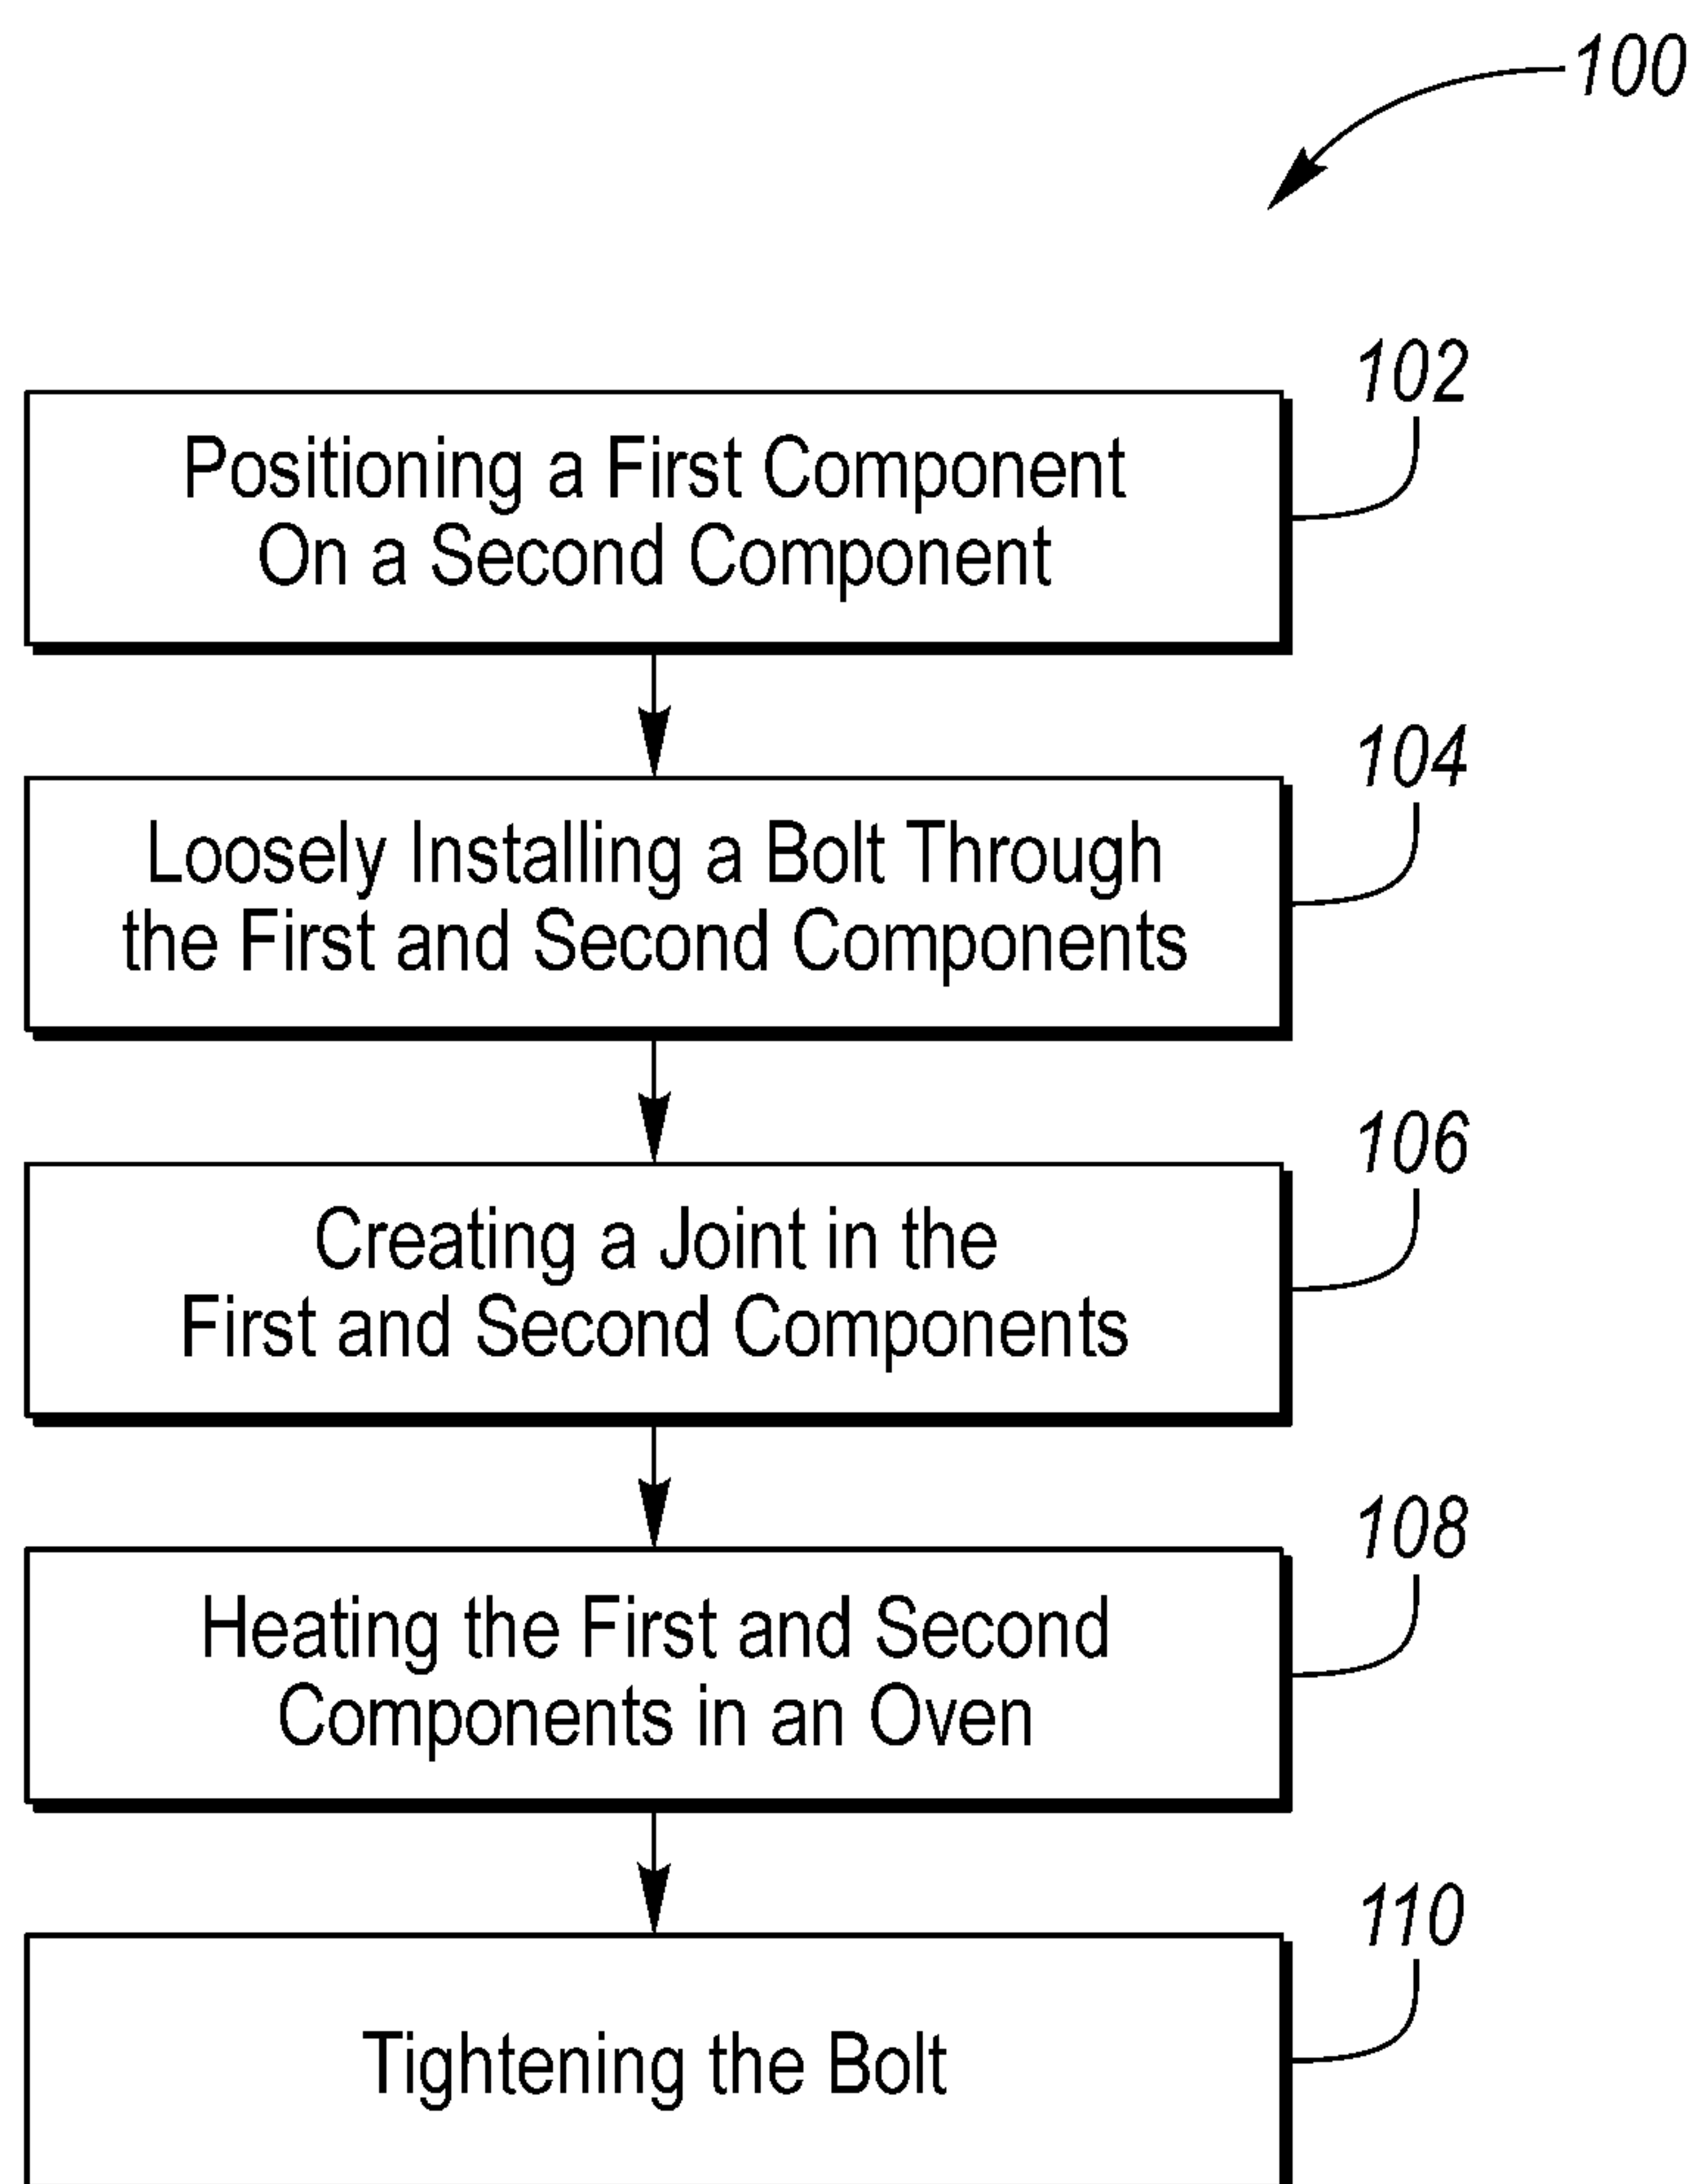 100
102
Positioning a First Component
On a Second Component
104
Loosely Installing a Bolt Through
the First and Second Components
106
Creating a Joint in the
First and Second Components
108
Heating the First and Second
Components in an Oven
110
Tightening the Bolt